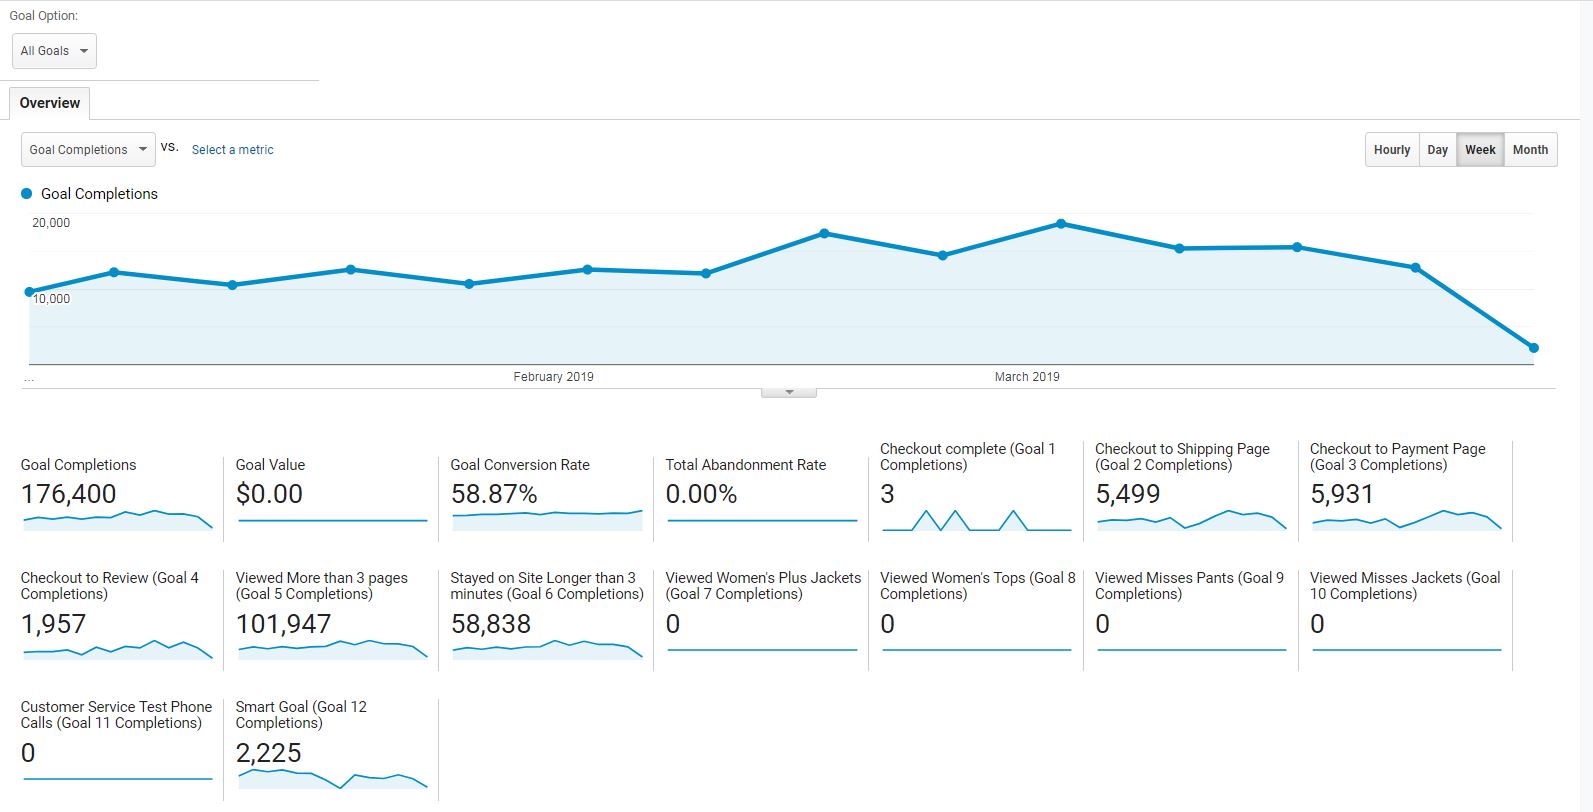 Goal Option:
All Goals
Overview
Goal Completions vs. Select a metric
Hourly Day Week Month
Goal Completions
20,000
10,000
... February 2019 March 2019
Goal Completions
176,400
Goal Value
$0.00
Goal Conversion Rate
58.87%
Total Abandonment Rate
0.00%
Checkout complete (Goal 1
Completions)
3
Checkout to Shipping Page
(Goal 2 Completions)
5,499
Checkout to Payment Page
(Goal 3 Completions)
5,931
Checkout to Review (Goal 4
Completions)
1,957
Viewed More than 3 pages
(Goal 5 Completions)
101,947
Stayed on Site Longer than 3
minutes (Goal 6 Completions)
58,838
Viewed Women's Plus Jackets
(Goal 7 Completions)
0
Viewed Women's Tops (Goal 8
Completions)
0
Viewed Misses Pants (Goal 9
Completions)
0
Viewed Misses Jackets (Goal
10 Completions)
0
Customer Service Test Phone
Calls (Goal 11 Completions)
0
Smart Goal (Goal 12
Completions)
2,225